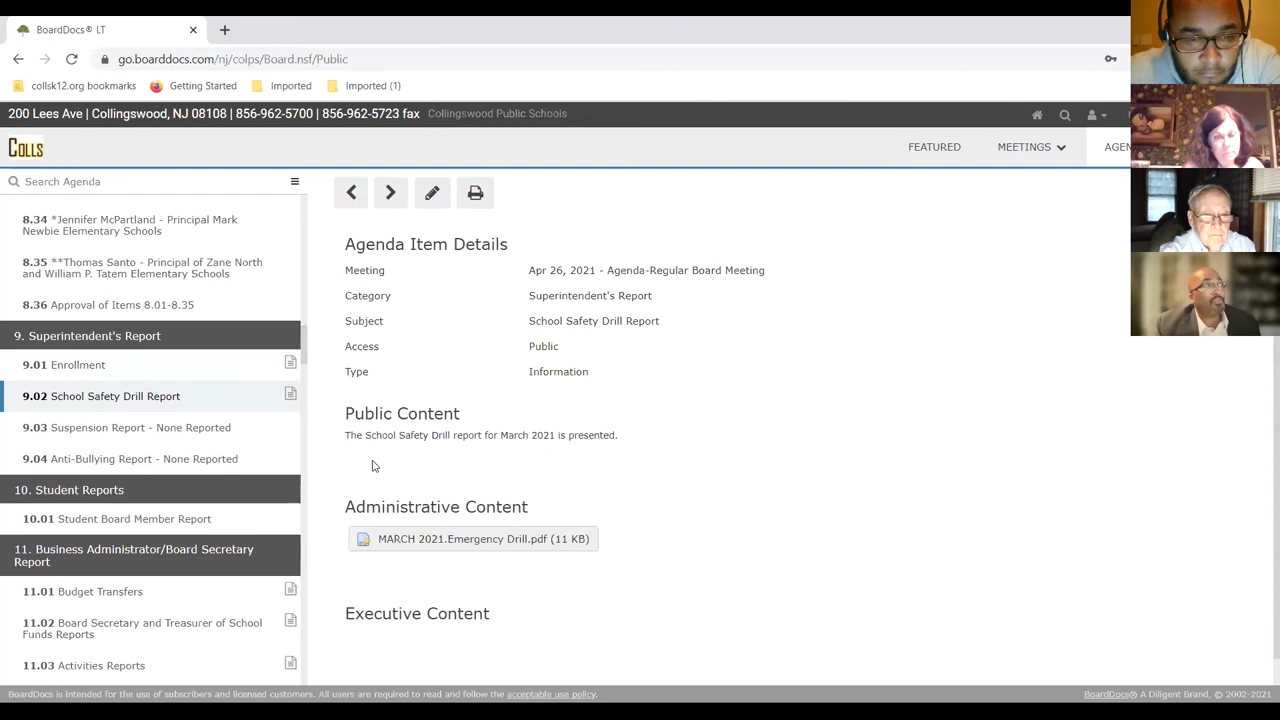 BoardDocs® LT
go.boarddocs.com/nj/colps/Board.nsf/Public
collsk12.org bookmarks
Getting Started
Imported
Imported (1)
200 Lees Ave | Collingswood, NJ 08108 | 856-962-5700 | 856-962-5723 fax
Collingswood Public Schools
COLLS
FEATURED
MEETINGS
AGEN
Search Agenda
8.34 *Jennifer McPartland - Principal Mark
Newbie Elementary Schools
8.35 **Thomas Santo - Principal of Zane North
and William P. Tatem Elementary Schools
8.36 Approval of Items 8.01-8.35
9. Superintendent's Report
9.01 Enrollment
9.02 School Safety Drill Report
9.03 Suspension Report - None Reported
9.04 Anti-Bullying Report - None Reported
10. Student Reports
10.01 Student Board Member Report
11. Business Administrator/Board Secretary
Report
11.01 Budget Transfers
11.02 Board Secretary and Treasurer of School
Funds Reports
11.03 Activities Reports
Agenda Item Details
Meeting Apr 26, 2021 - Agenda-Regular Board Meeting
Category Superintendent's Report
Subject School Safety Drill Report
Access Public
Type Information
Public Content
The School Safety Drill report for March 2021 is presented.
Administrative Content
MARCH 2021.Emergency Drill.pdf (11 KB)
Executive Content
BoardDocs is intended for the use of subscribers and licensed customers. All users are required to read and follow the acceptable use policy.
BoardDocs® A Diligent Brand, © 2002-2021